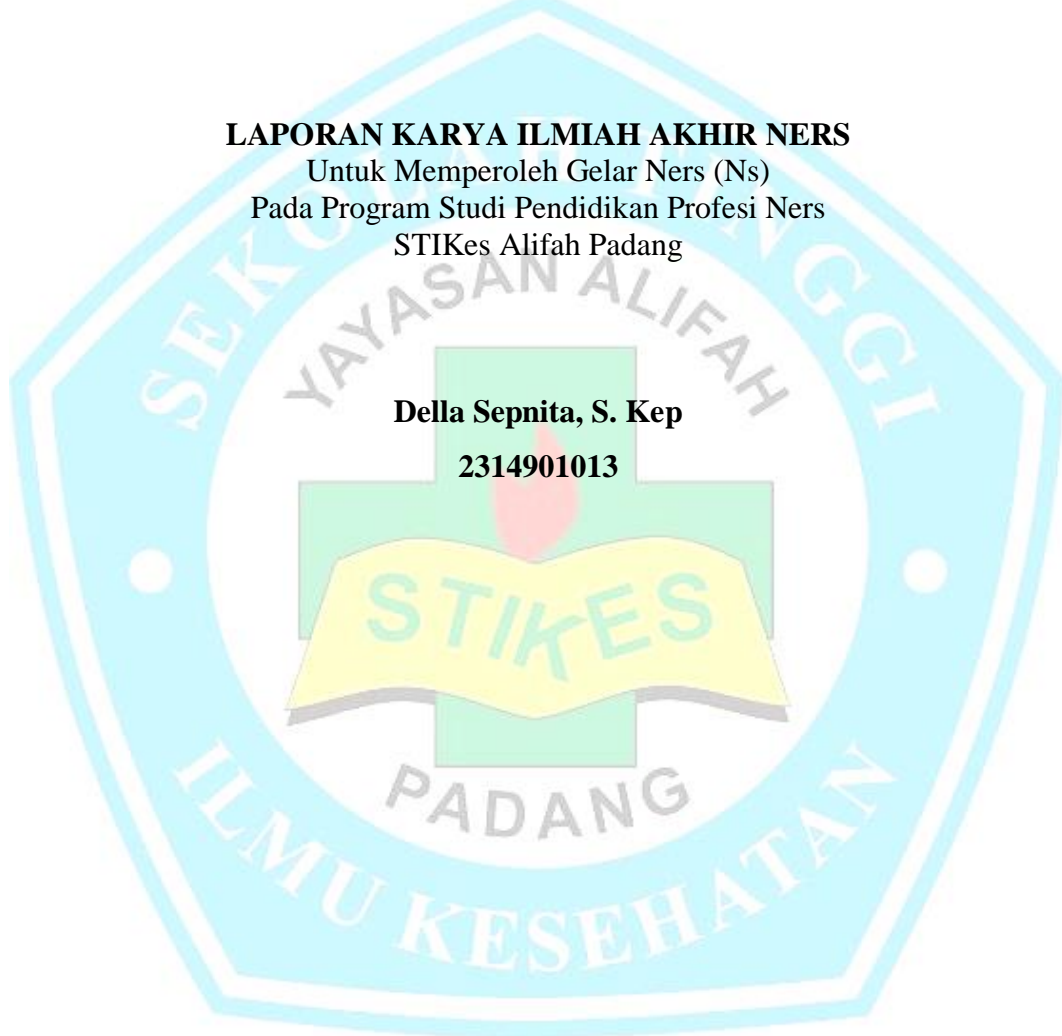 LAPORAN KARYA ILMIAH AKHIR NERS
Untuk Memperoleh Gelar Ners (Ns)
Pada Program Studi Pendidikan Profesi Ners
STIKes Alifah Padang
Della Sepnita, S. Kep
2314901013
SEKOLAH TINGGI
YAYASAN ALIFAH
STIKES
PADANG
ILMU KESEHATAN